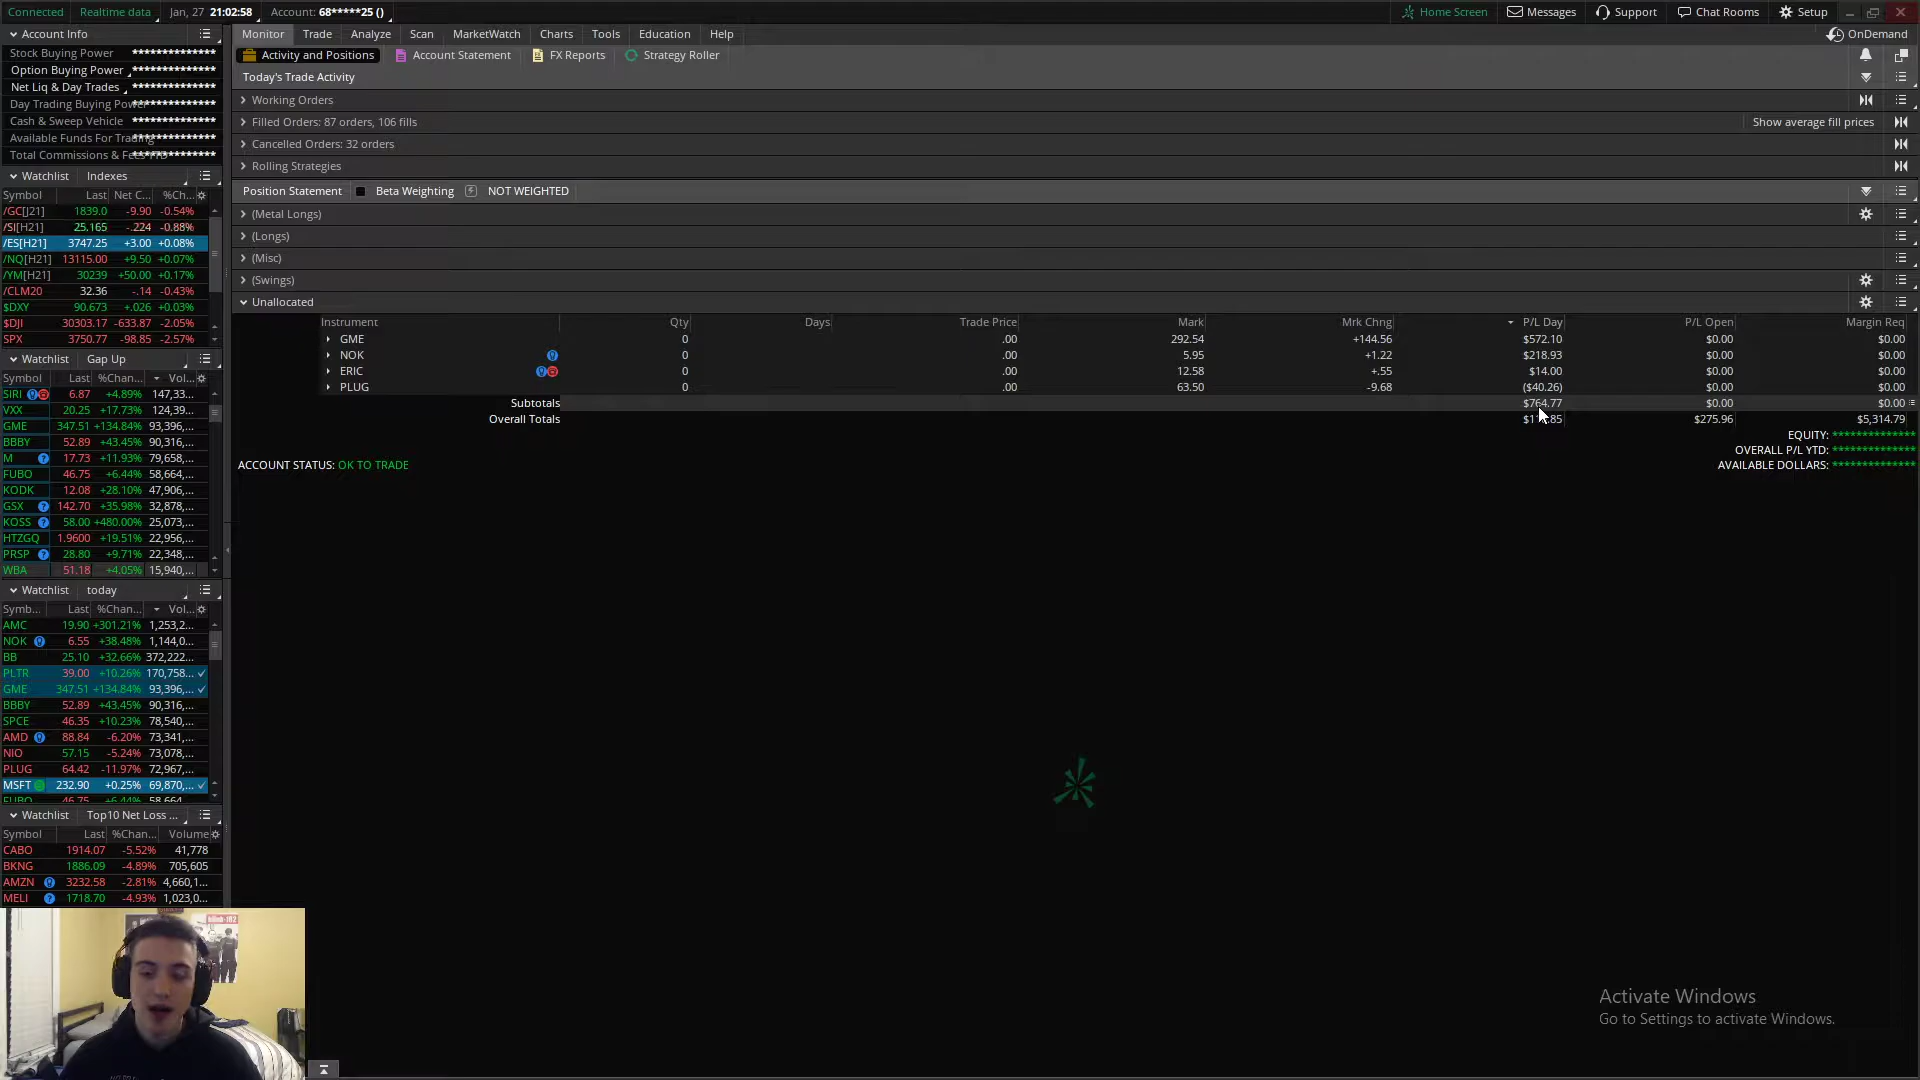 Connected Realtime data Jan, 27 21:02:58 Account: 68*****25 () Home Screen Messages Support Chat Rooms Setup
Account Info Monitor Trade Analyze Scan MarketWatch Charts Tools Education Help OnDemand
Stock Buying Power **************
Option Buying Power **************
Net Liq & Day Trades **************
Day Trading Buying Power **************
Cash & Sweep Vehicle **************
Available Funds For Trading **************
Total Commissions & Fees YTD **************
Watchlist Indexes
Symbol Last Net C... %Ch...
/GC[J21] 1839.0 -9.90 -0.54%
/SI[H21] 25.165 -.224 -0.88%
/ES[H21] 3747.25 +3.00 +0.08%
/NQ[H21] 13115.00 +9.50 +0.07%
/YM[H21] 30239 +50.00 +0.17%
/CLM20 32.36 -.14 -0.43%
$DXY 90.673 +.026 +0.03%
$DJI 30303.17 -633.87 -2.05%
SPX 3750.77 -98.85 -2.57%
Watchlist Gap Up
Symbol Last %Chan... Vol...
SIRI 6.87 +4.89% 147,33...
VXX 20.25 +17.73% 124,39...
GME 347.51 +134.84% 93,396,...
BBBY 52.89 +43.45% 90,316,...
M 17.73 +11.93% 79,658,...
FUBO 46.75 +6.44% 58,664,...
KODK 12.08 +28.10% 47,906,...
GSX 142.70 +35.98% 32,878,...
KOSS 58.00 +480.00% 25,073,...
HTZGQ 1.9600 +19.51% 22,956,...
PRSP 28.80 +9.71% 22,348,...
WBA 51.18 +4.05% 15,940,...
Watchlist today
Symb... Last %Chan... Vol...
AMC 19.90 +301.21% 1,253,2...
NOK 6.55 +38.48% 1,144,0...
BB 25.10 +32.66% 372,222...
PLTR 39.00 +10.26% 170,758...
GME 347.51 +134.84% 93,396,...
BBBY 52.89 +43.45% 90,316,...
SPCE 46.35 +10.23% 78,540,...
AMD 88.84 -6.20% 73,341,...
NIO 57.15 -5.24% 73,078,...
PLUG 64.42 -11.97% 72,967,...
MSFT 232.90 +0.25% 69,870,...
FUBO 46.75 +6.44% 58,664
Watchlist Top10 Net Loss ...
Symbol Last %Chan... Volume
CABO 1914.07 -5.52% 41,778
BKNG 1886.09 -4.89% 705,605
AMZN 3232.58 -2.81% 4,660,1...
MELI 1718.70 -4.93% 1,023,0...
Activity and Positions Account Statement FX Reports Strategy Roller
Today's Trade Activity
Working Orders
Filled Orders: 87 orders, 106 fills Show average fill prices
Cancelled Orders: 32 orders
Rolling Strategies
Position Statement Beta Weighting NOT WEIGHTED
(Metal Longs)
(Longs)
(Misc)
(Swings)
Unallocated
Instrument Qty Days Trade Price Mark Mrk Chng P/L Day P/L Open Margin Req
GME 0 .00 292.54 +144.56 $572.10 $0.00 $0.00
NOK 0 .00 5.95 +1.22 $218.93 $0.00 $0.00
ERIC 0 .00 12.58 +.55 $14.00 $0.00 $0.00
PLUG 0 .00 63.50 -9.68 ($40.26) $0.00 $0.00
Subtotals $764.77 $0.00 $0.00
Overall Totals $275.96 $5,314.79
EQUITY: **************
OVERALL P/L YTD: **************
AVAILABLE DOLLARS: **************
ACCOUNT STATUS: OK TO TRADE
blink-182
Activate Windows
Go to Settings to activate Windows.